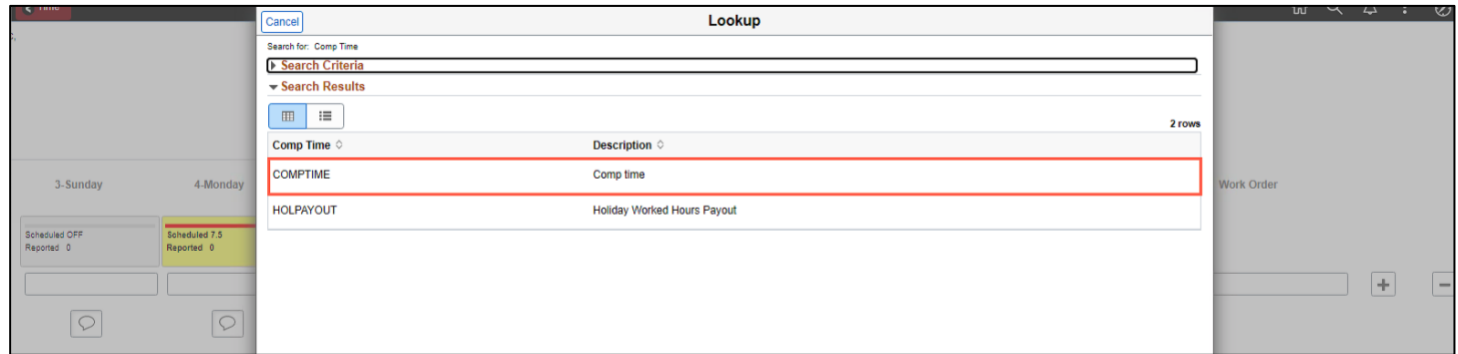 Time
Cancel
Lookup
Search for: Comp Time
Search Criteria
Search Results
2 rows
Comp Time
Description
COMPTIME
Comp time
HOLPAYOUT
Holiday Worked Hours Payout
3-Sunday
4-Monday
Work Order
Scheduled OFF
Reported 0
Scheduled 7.5
Reported 0